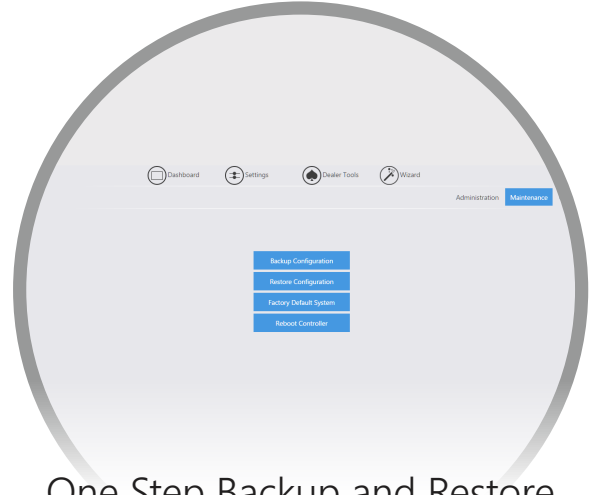 Dashboard Settings Dealer Tools Wizard
Administration Maintenance
Backup Configuration
Restore Configuration
Factory Default System
Reboot Controller
One Step Backup and Restore